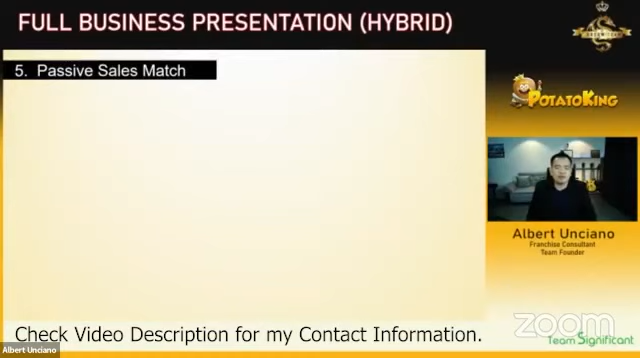 FULL BUSINESS PRESENTATION (HYBRID)
5. Passive Sales Match
POTATOKING
Albert Unciano
Franchise Consultant
Team Founder
zoom
Check Video Description for my Contact Information.
Team Significant
Albert Unciano